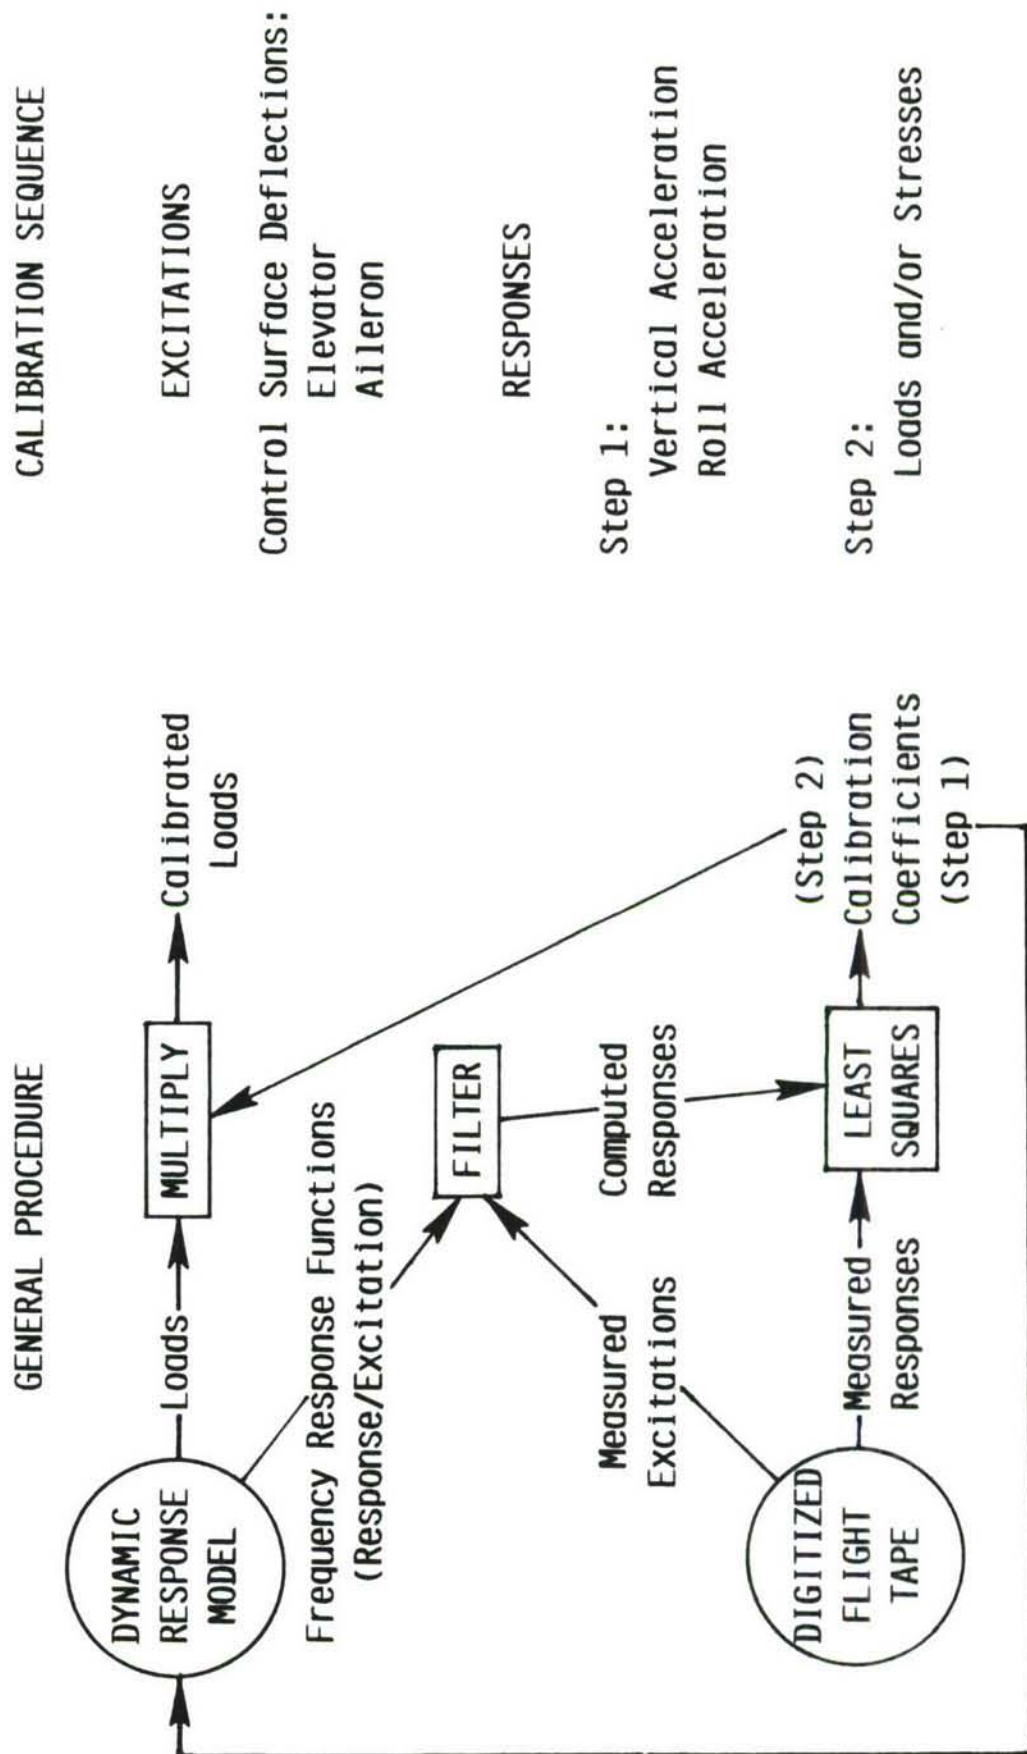 GENERAL PROCEDURE
DYNAMIC
RESPONSE
MODEL
Loads
MULTIPLY
Calibrated
Loads
Frequency Response Functions
(Response/Excitation)
FILTER
Measured
Excitations
Computed
Responses
DIGITIZED
FLIGHT
TAPE
Measured
Responses
LEAST
SQUARES
(Step 2)
Calibration
Coefficients
(Step 1)
CALIBRATION SEQUENCE
EXCITATIONS
Control Surface Deflections:
Elevator
Aileron
RESPONSES
Step 1:
Vertical Acceleration
Roll Acceleration
Step 2:
Loads and/or Stresses